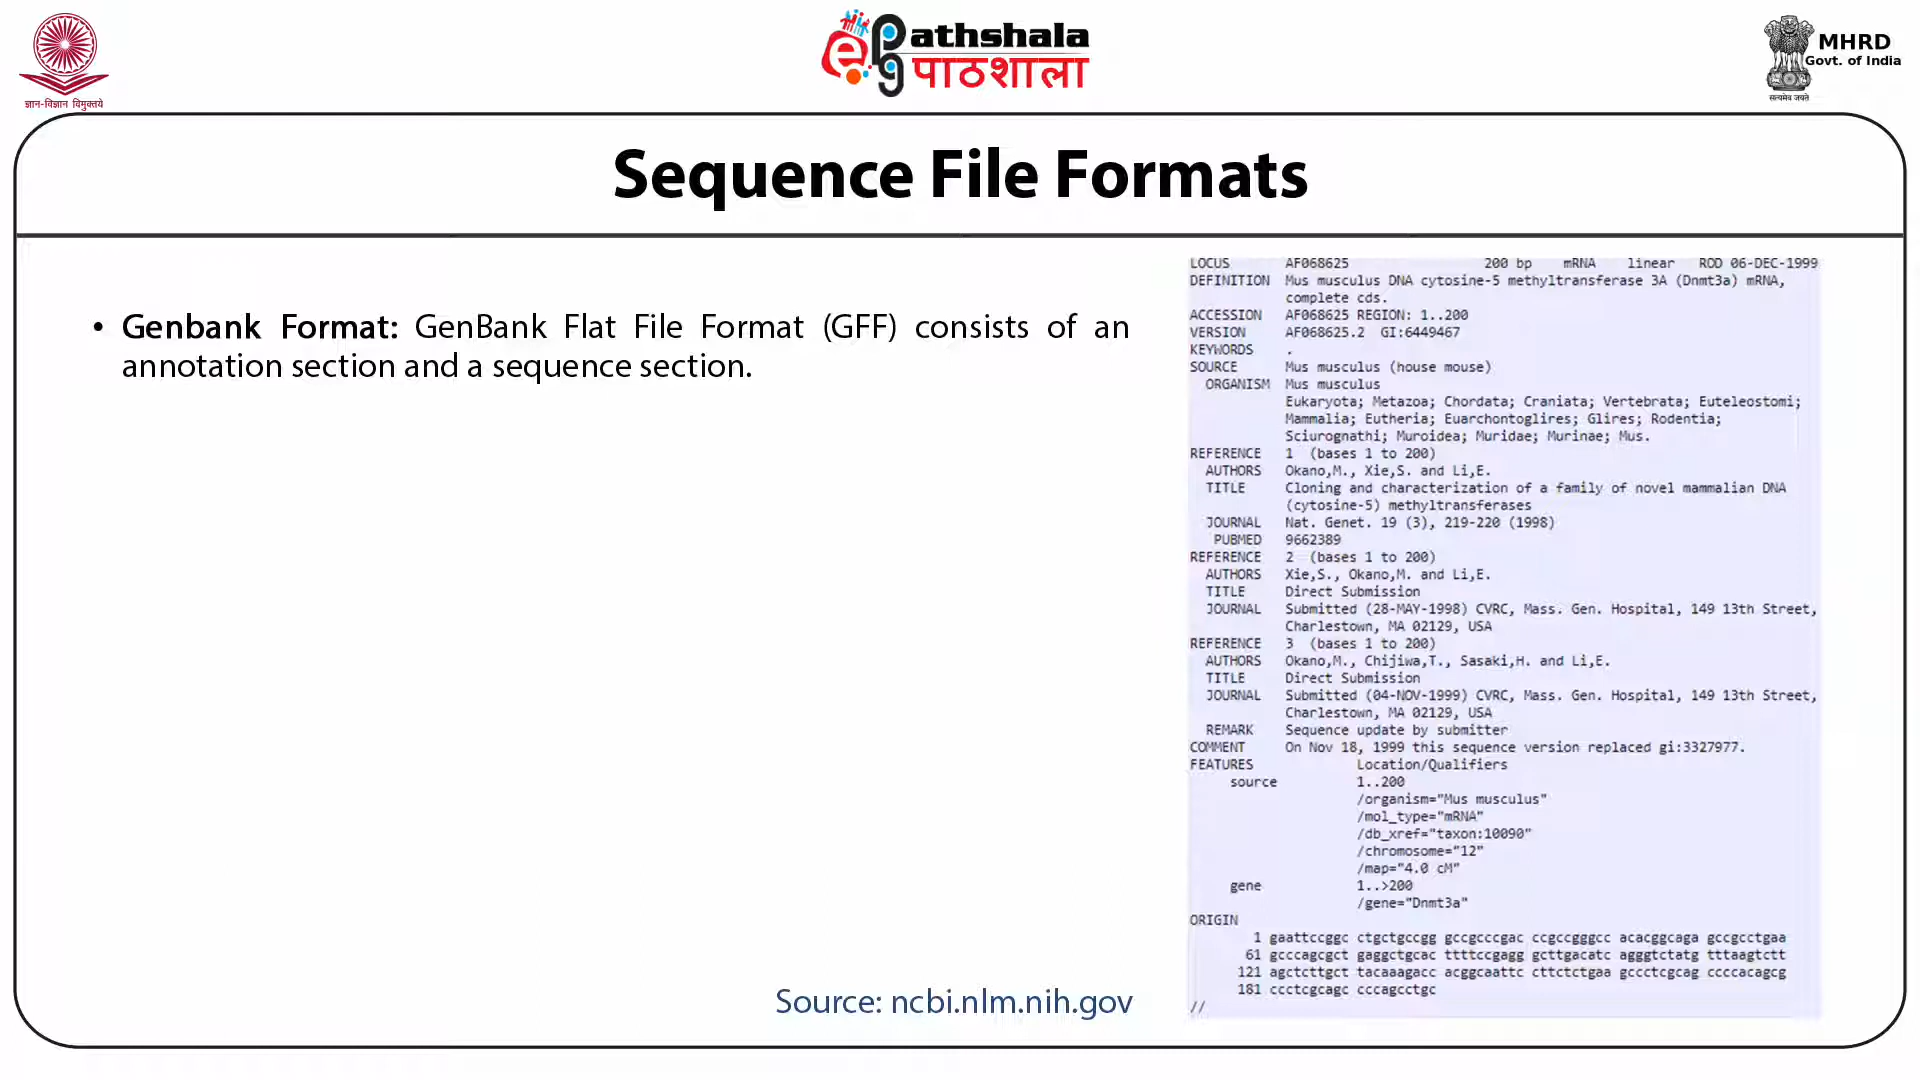 ज्ञान-विज्ञान विमुक्तये
ePG athshala
पाठशाला
MHRD
Govt. of India
सत्यमेव जयते
Sequence File Formats
• Genbank Format: GenBank Flat File Format (GFF) consists of an
annotation section and a sequence section.
Source: ncbi.nlm.nih.gov
LOCUS AF068625 200 bp mRNA linear ROD 06-DEC-1999
DEFINITION Mus musculus DNA cytosine-5 methyltransferase 3A (Dnmt3a) mRNA,
complete cds.
ACCESSION AF068625 REGION: 1..200
VERSION AF068625.2 GI:6449467
KEYWORDS .
SOURCE Mus musculus (house mouse)
ORGANISM Mus musculus
Eukaryota; Metazoa; Chordata; Craniata; Vertebrata; Euteleostomi;
Mammalia; Eutheria; Euarchontoglires; Glires; Rodentia;
Sciurognathi; Muroidea; Muridae; Murinae; Mus.
REFERENCE 1 (bases 1 to 200)
AUTHORS Okano,M., Xie,S. and Li,E.
TITLE Cloning and characterization of a family of novel mammalian DNA
(cytosine-5) methyltransferases
JOURNAL Nat. Genet. 19 (3), 219-220 (1998)
PUBMED 9662389
REFERENCE 2 (bases 1 to 200)
AUTHORS Xie,S., Okano,M. and Li,E.
TITLE Direct Submission
JOURNAL Submitted (28-MAY-1998) CVRC, Mass. Gen. Hospital, 149 13th Street,
Charlestown, MA 02129, USA
REFERENCE 3 (bases 1 to 200)
AUTHORS Okano,M., Chijiwa,T., Sasaki,H. and Li,E.
TITLE Direct Submission
JOURNAL Submitted (04-NOV-1999) CVRC, Mass. Gen. Hospital, 149 13th Street,
Charlestown, MA 02129, USA
REMARK Sequence update by submitter
COMMENT On Nov 18, 1999 this sequence version replaced gi:3327977.
FEATURES Location/Qualifiers
source 1..200
/organism="Mus musculus"
/mol_type="mRNA"
/db_xref="taxon:10090"
/chromosome="12"
/map="4.0 cM"
gene 1..>200
/gene="Dnmt3a"
ORIGIN
1 gaattccggc ctgctgccgg gccgcccgac ccgccgggcc acacggcaga gccgcctgaa
61 gcccagcgct gaggctgcac ttttccgagg gcttgacatc agggtctatg tttaagtctt
121 agctcttgct tacaaagacc acggcaattc cttctctgaa gccctcgcag ccccacagcg
181 ccctcgcagc cccagcctgc
//